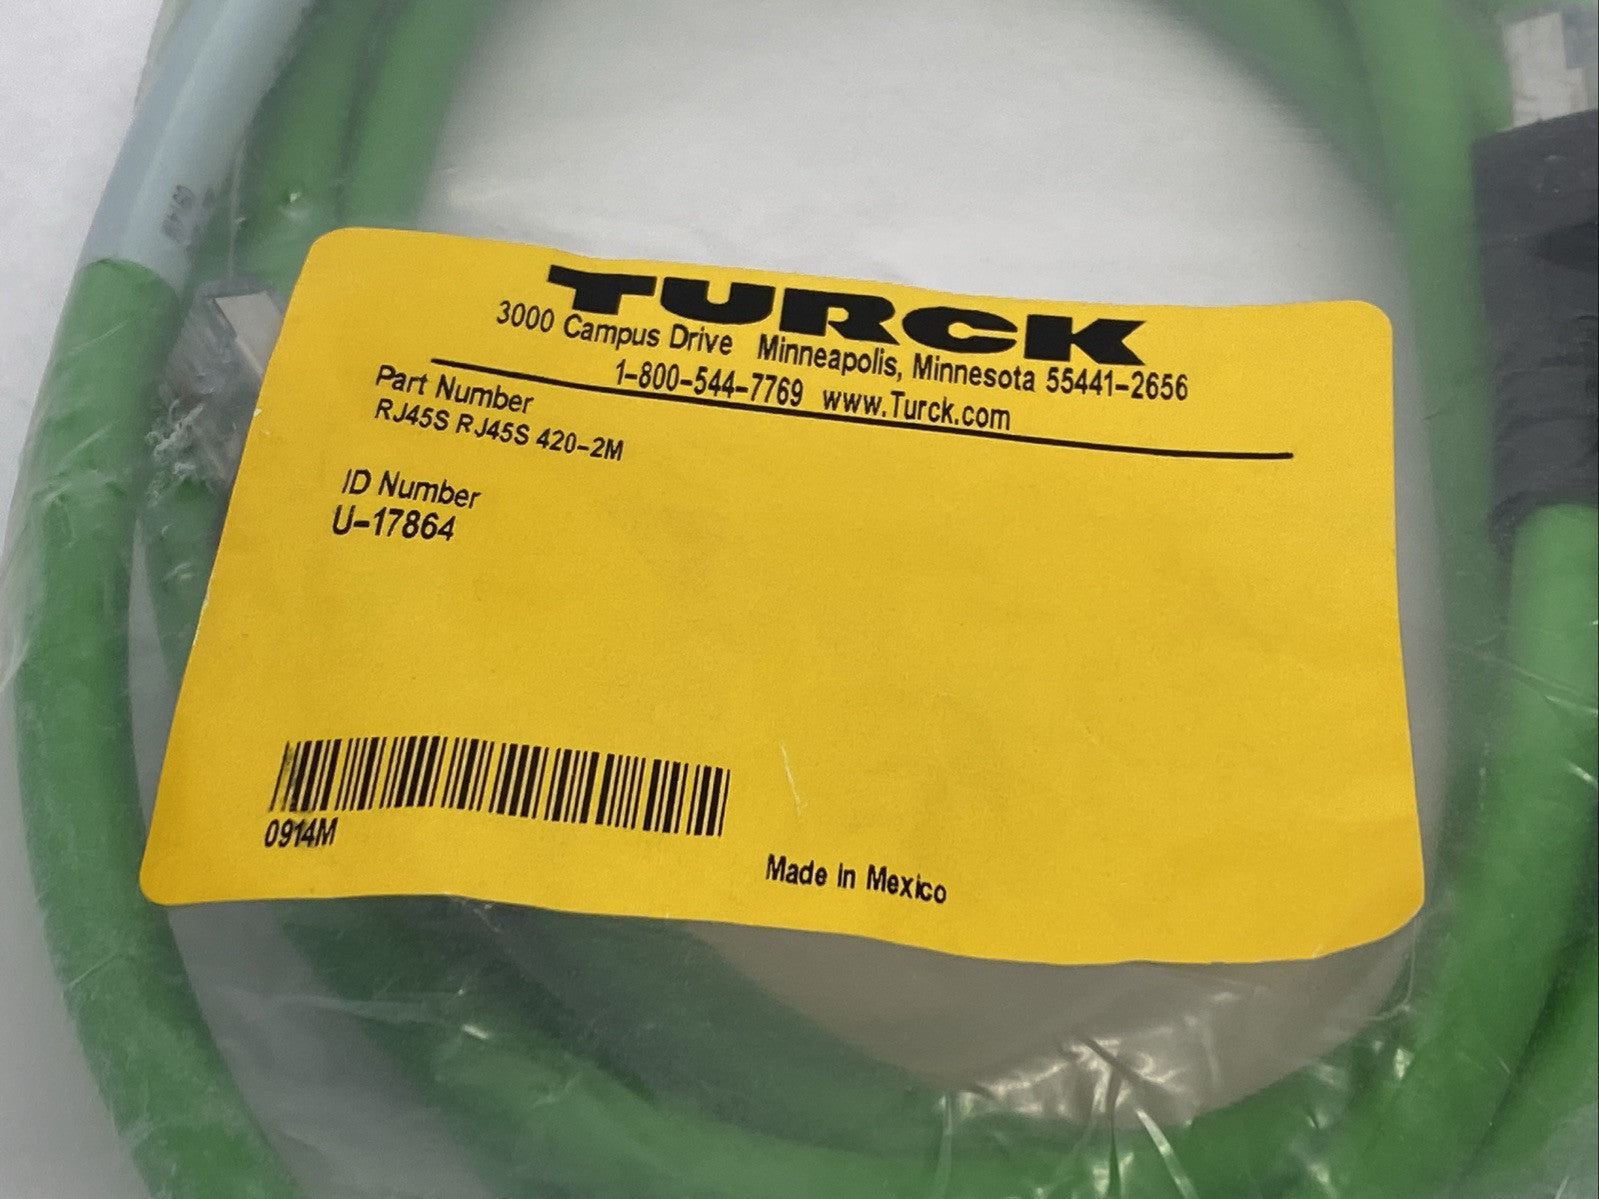 TURCK
3000 Campus Drive Minneapolis, Minnesota 55441-2656
1-800-544-7769 www.Turck.com
Part Number
RJ45S RJ45S 420-2M
ID Number
U-17864
0914M
Made in Mexico